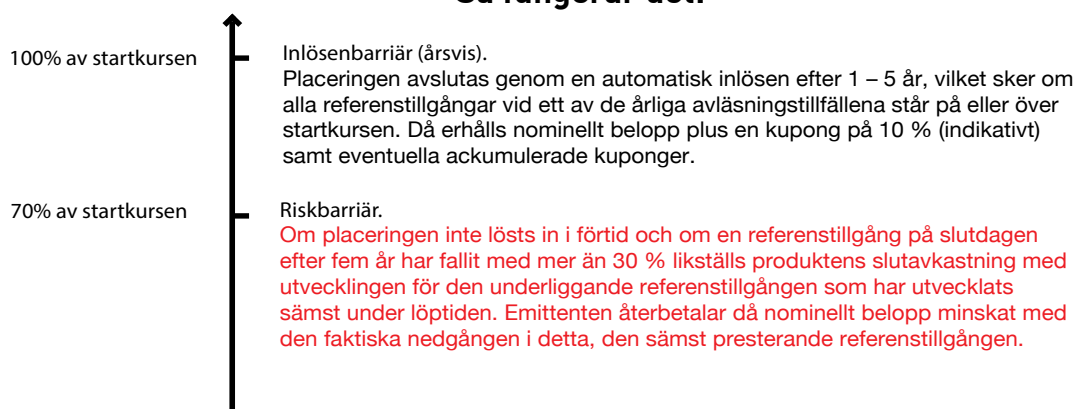 100% av startkursen
Inlösenbarriär (årsvis).
Placeringen avslutas genom en automatisk inlösen efter 1 – 5 år, vilket sker om
alla referenstillgångar vid ett av de årliga avläsningstillfällena står på eller över
startkursen. Då erhålls nominellt belopp plus en kupong på 10 % (indikativt)
samt eventuella ackumulerade kuponger.
70% av startkursen
Riskbarriär.
Om placeringen inte lösts in i förtid och om en referenstillgång på slutdagen
efter fem år har fallit med mer än 30 % likställs produktens slutavkastning med
utvecklingen för den underliggande referenstillgången som har utvecklats
sämst under löptiden. Emittenten återbetalar då nominellt belopp minskat med
den faktiska nedgången i detta, den sämst presterande referenstillgången.